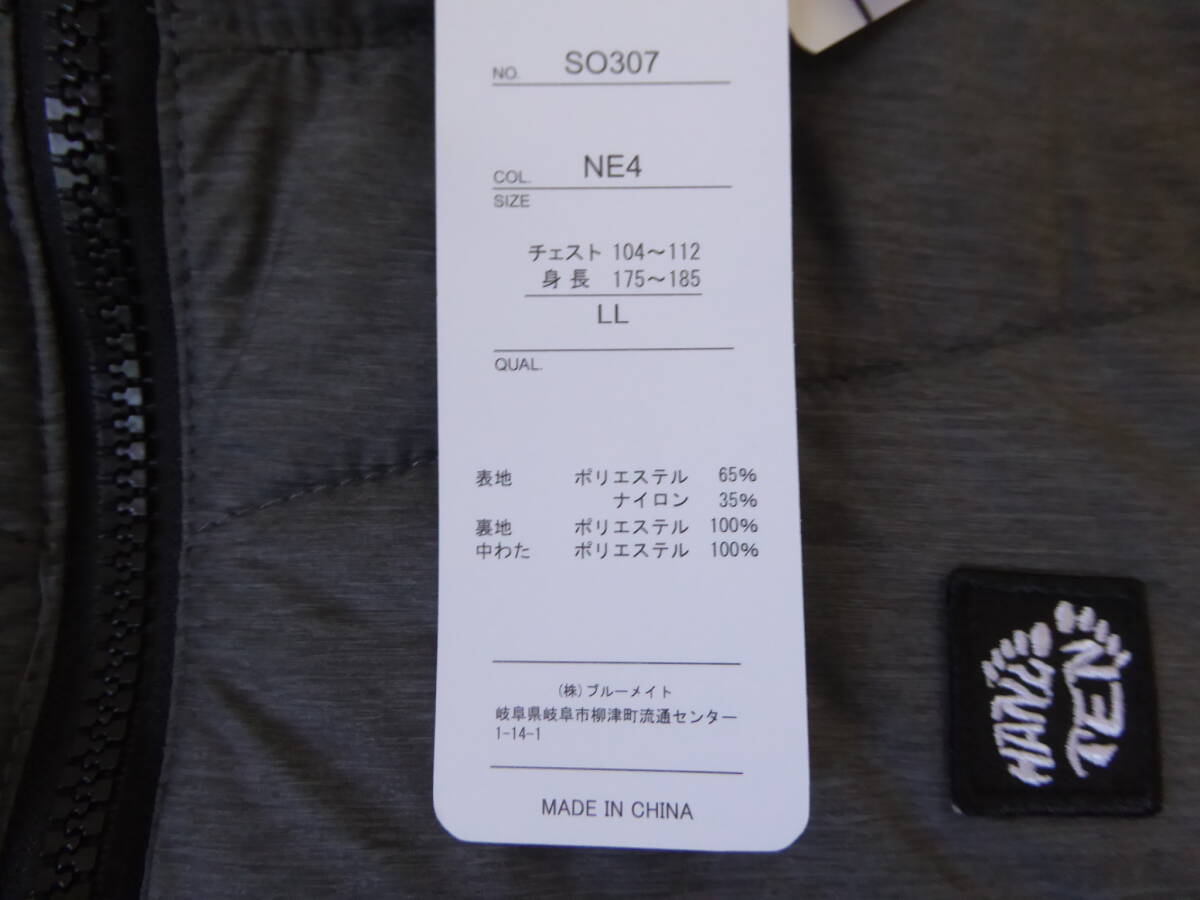 NO. SO307
COL. NE4
SIZE
チェスト 104～112
身長 175～185
LL
QUAL.
表地 ポリエステル 65%
ナイロン 35%
裏地 ポリエステル 100%
中わた ポリエステル 100%
(株)ブルーメイト
岐阜県岐阜市柳津町流通センター
1-14-1
MADE IN CHINA
HANG
TEN